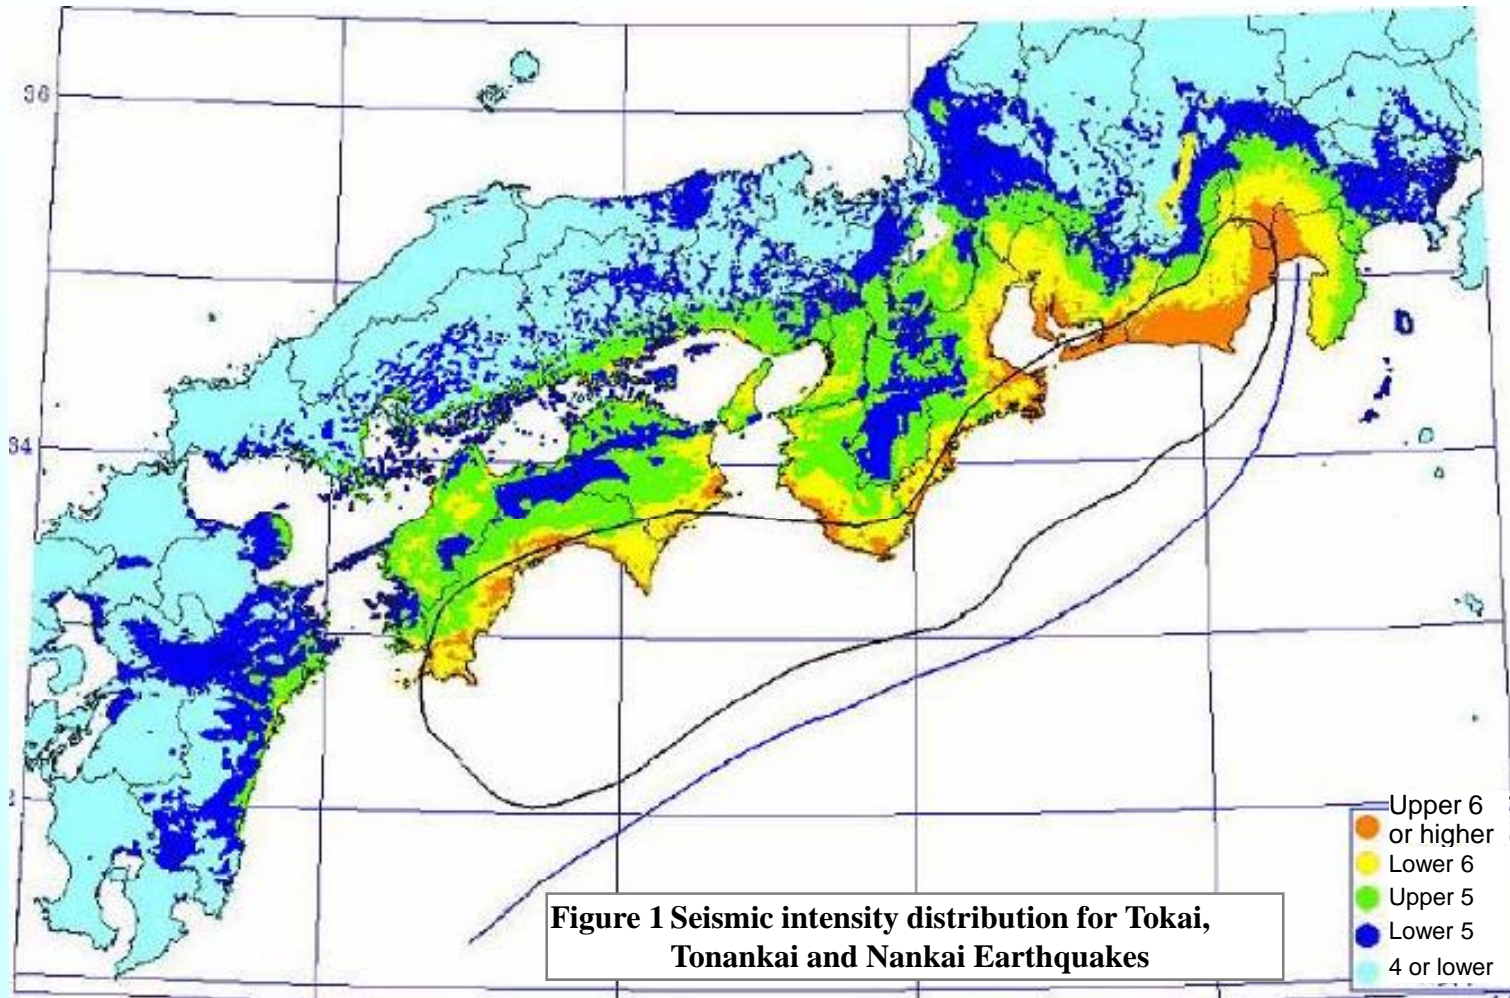 36
34
Figure 1 Seismic intensity distribution for Tokai,
Tonankai and Nankai Earthquakes
Upper 6
or higher
Lower 6
Upper 5
Lower 5
4 or lower